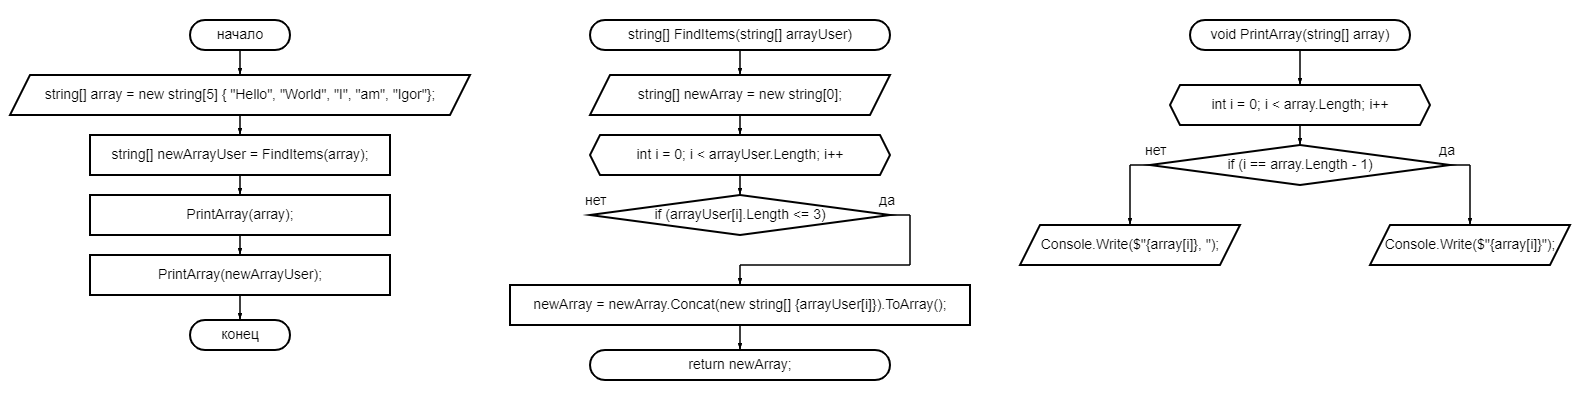 начало
string[] array = new string[5] { "Hello", "World", "I", "am", "Igor"};
string[] newArrayUser = FindItems(array);
PrintArray(array);
PrintArray(newArrayUser);
конец
string[] FindItems(string[] arrayUser)
string[] newArray = new string[0];
int i = 0; i < arrayUser.Length; i++
нет
да
if (arrayUser[i].Length <= 3)
newArray = newArray.Concat(new string[] {arrayUser[i]}).ToArray();
return newArray;
void PrintArray(string[] array)
int i = 0; i < array.Length; i++
нет
да
if (i == array.Length - 1)
Console.Write($"{array[i]}, ");
Console.Write($"{array[i]}");